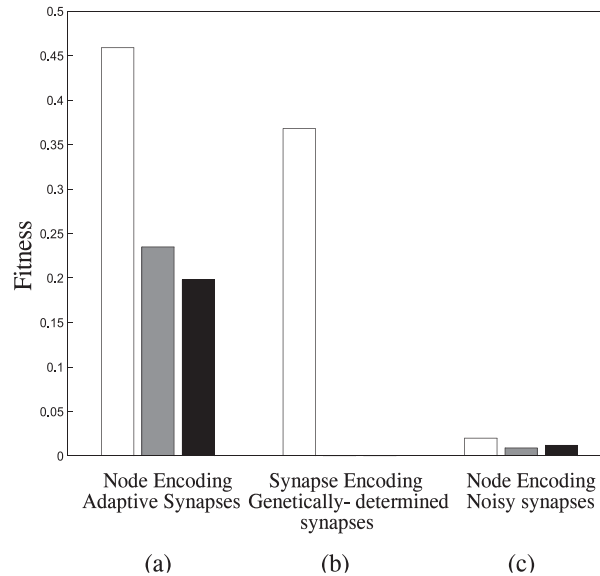 0.5
0.45
0.4
0.35
0.3
0.25
0.2
0.15
0.1
0.05
0
Fitness
Node Encoding
Adaptive Synapses
Synapse Encoding
Genetically- determined
synapses
Node Encoding
Noisy synapses
(a)
(b)
(c)